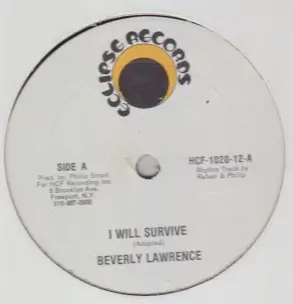 ECLIPSE RECORDS
SIDE A
Prod. by: Philip Smart
For HCF Recording Inc.
8 Brooklyn Ave.
Freeport, N.Y.
HCF-1020-12-A
Rhythm Track by
Rafael & Philip
I WILL SURVIVE
(Adapted)
BEVERLY LAWRENCE